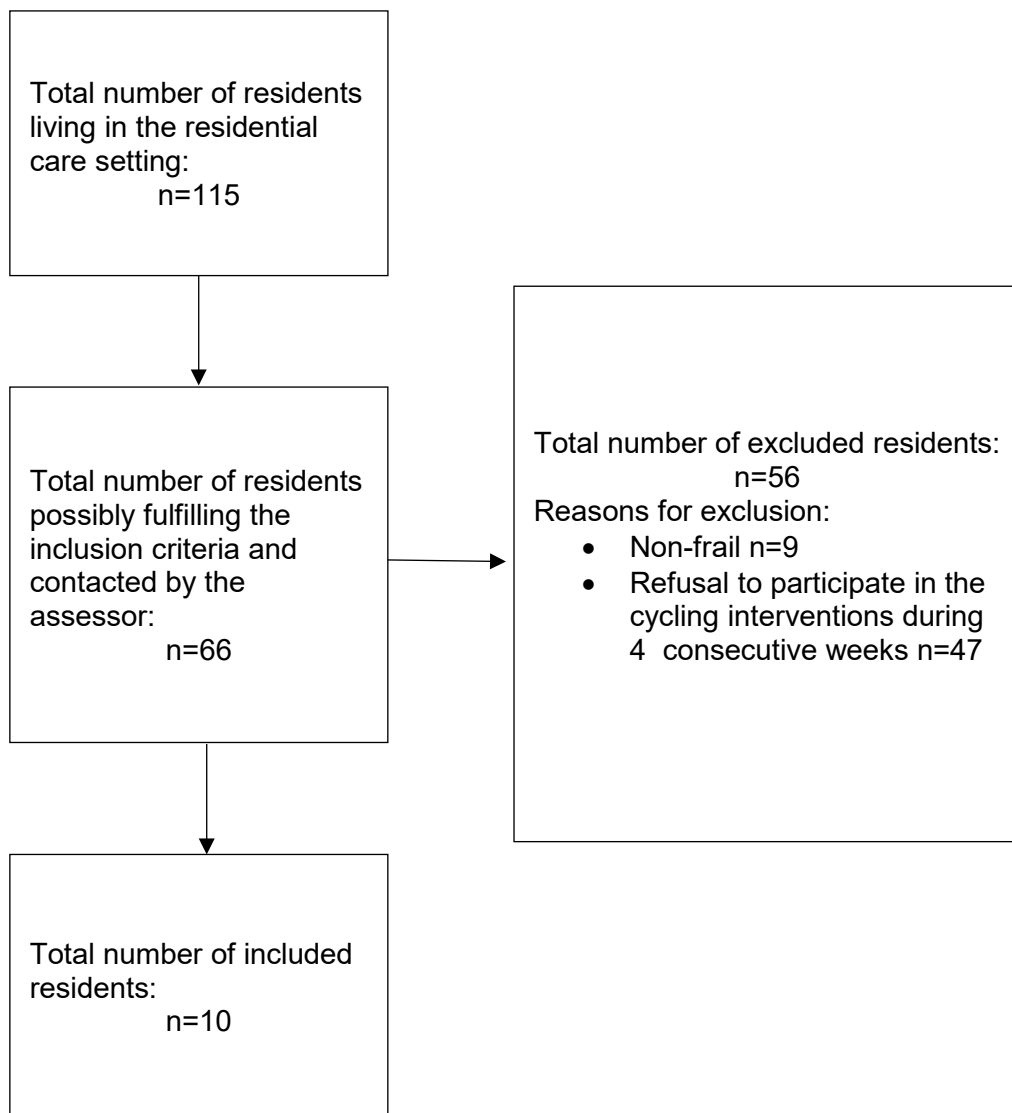 Total number of residents
living in the residential
care setting:
n=115
Total number of residents
possibly fulfilling the
inclusion criteria and
contacted by the
assessor:
n=66
Total number of excluded residents:
n=56
Reasons for exclusion:
• Non-frail n=9
• Refusal to participate in the
cycling interventions during
4 consecutive weeks n=47
Total number of included
residents:
n=10